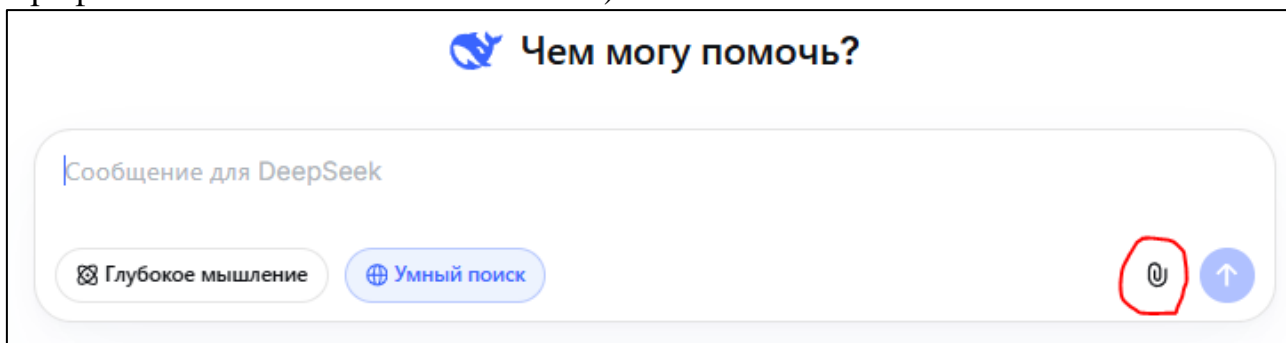 Чем могу помочь?
Сообщение для DeepSeek
Глубокое мышление Умный поиск